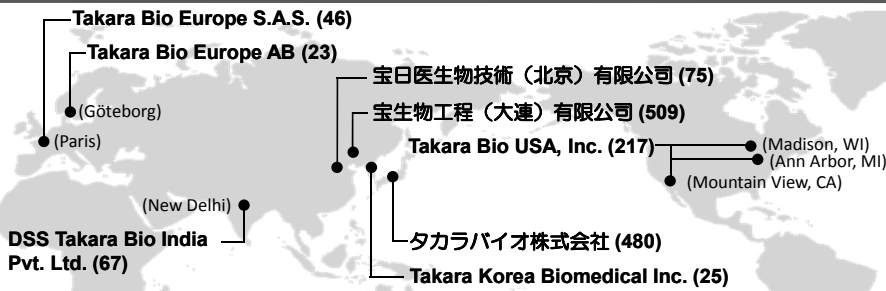 Takara Bio Europe S.A.S. (46)
Takara Bio Europe AB (23)
宝日医生物技術（北京）有限公司 (75)
宝生物工程（大連）有限公司 (509)
(Göteborg)
(Paris)
Takara Bio USA, Inc. (217)
(Madison, WI)
(Ann Arbor, MI)
(Mountain View, CA)
(New Delhi)
DSS Takara Bio India
Pvt. Ltd. (67)
タカラバイオ株式会社 (480)
Takara Korea Biomedical Inc. (25)